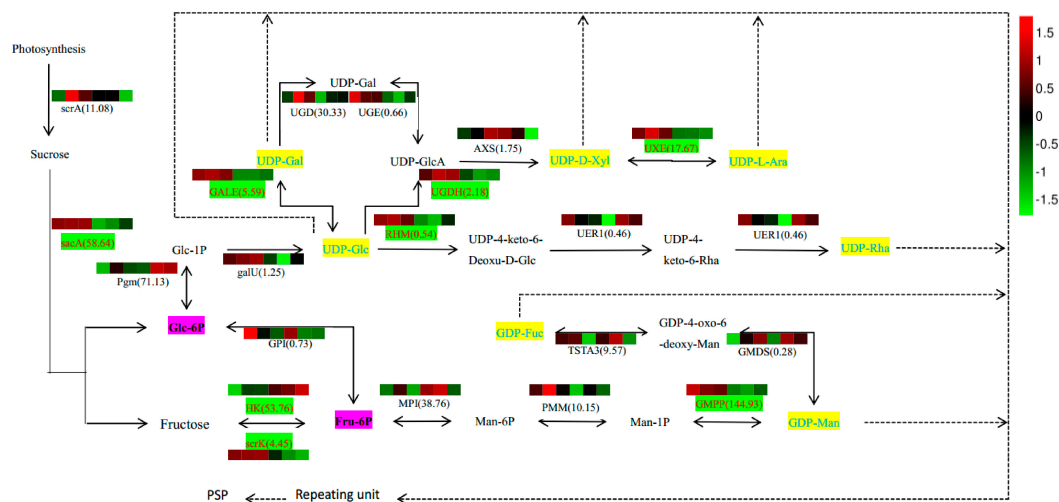 Photosynthesis
scrA(11.08)
Sucrose
UDP-Gal
UGD(30.33)
UGE(0.66)
UDP-Gal
UDP-GlcA
AXS(1.75)
UDP-D-Xyl
UXE(17.67)
UDP-L-Ara
GALE(5.59)
UGDH(2.18)
sacA(58.64)
Glc-1P
galU(1.25)
UDP-Glc
RHM(0.54)
UDP-4-keto-6-
Deoxu-D-Glc
UER1(0.46)
UDP-4-
keto-6-Rha
UER1(0.46)
UDP-Rha
Pgm(71.13)
Glc-6P
GPI(0.73)
GDP-Fuc
TSTA3(9.57)
GDP-4-oxo-6
-deoxy-Man
GMDS(0.28)
Fructose
HK(53.76)
scrK(4.45)
Fru-6P
MPI(38.76)
Man-6P
PMM(10.15)
Man-1P
GMPP(144.93)
GDP-Man
PSP
Repeating unit
1.5
1
0.5
0
-0.5
-1
-1.5